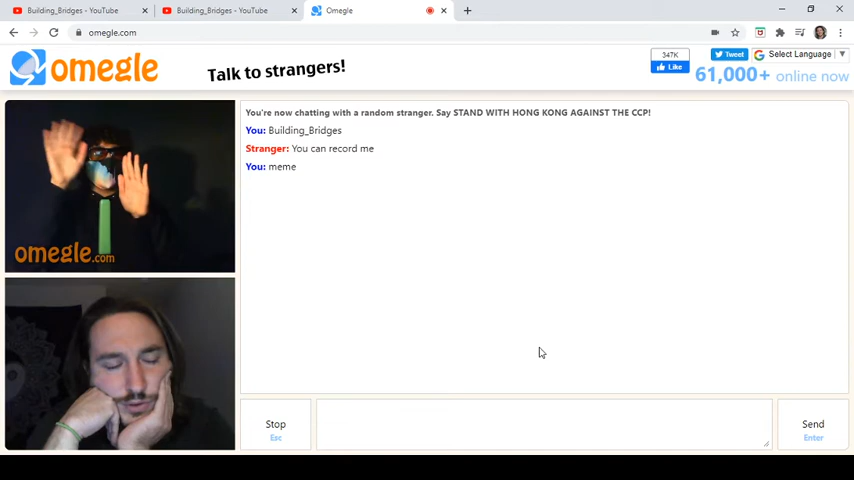 Building_Bridges - YouTube
Building_Bridges - YouTube
Omegle
omegle.com
omegle
Talk to strangers!
347K
Like
Tweet
Select Language
61,000+ online now
You're now chatting with a random stranger. Say STAND WITH HONG KONG AGAINST THE CCP!
You: Building_Bridges
Stranger: You can record me
You: meme
omegle.com
Stop
Esc
Send
Enter